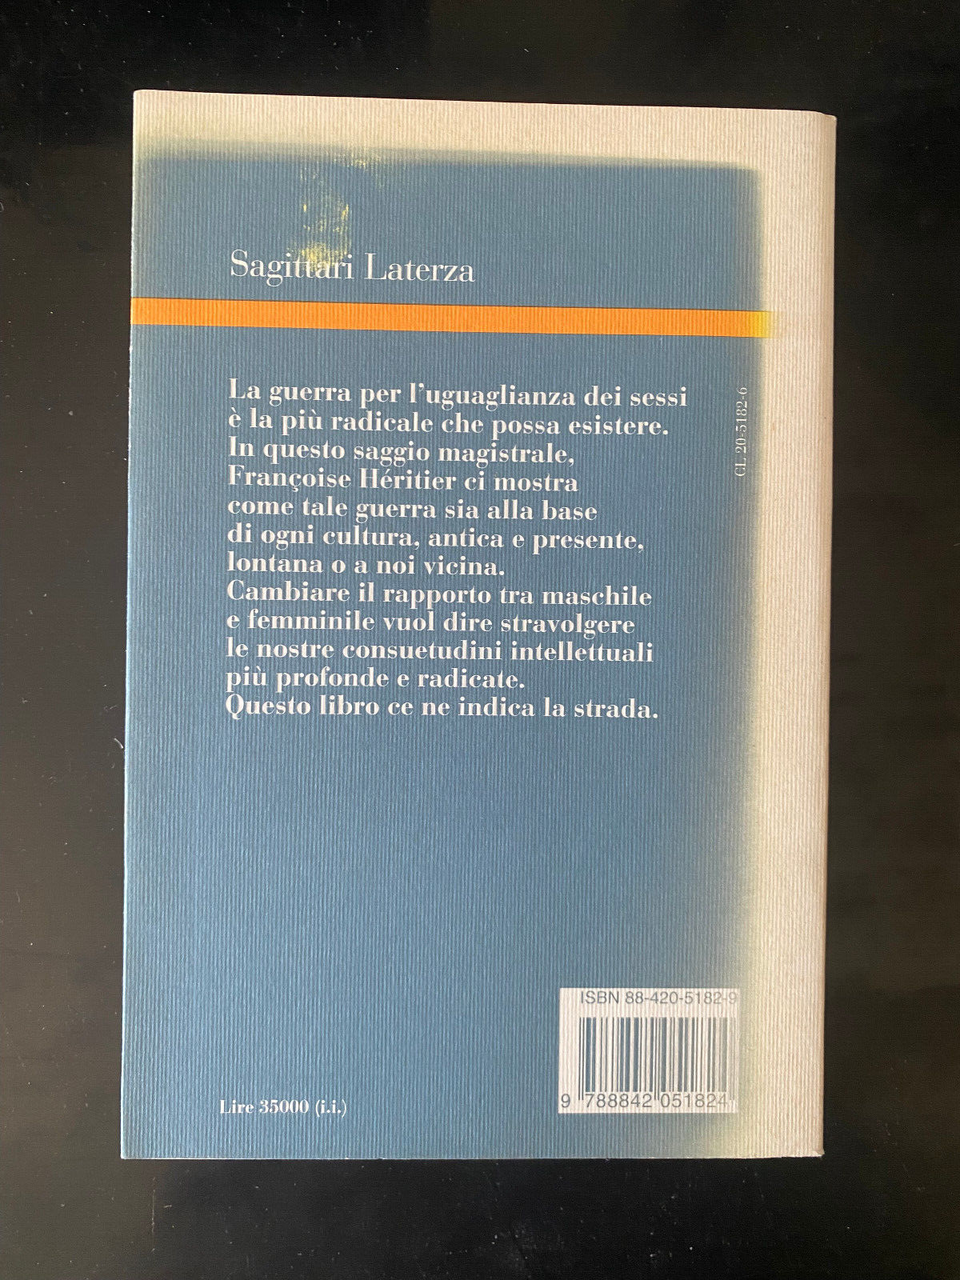 Sagittari Laterza
La guerra per l'uguaglianza dei sessi
è la più radicale che possa esistere.
In questo saggio magistrale,
Françoise Héritier ci mostra
come tale guerra sia alla base
di ogni cultura, antica e presente,
lontana o a noi vicina.
Cambiare il rapporto tra maschile
e femminile vuol dire stravolgere
le nostre consuetudini intellettuali
più profonde e radicate.
Questo libro ce ne indica la strada.
CL 20-5182-6
ISBN 88-420-5182-9
9 788842 051824
Lire 35000 (i.i.)